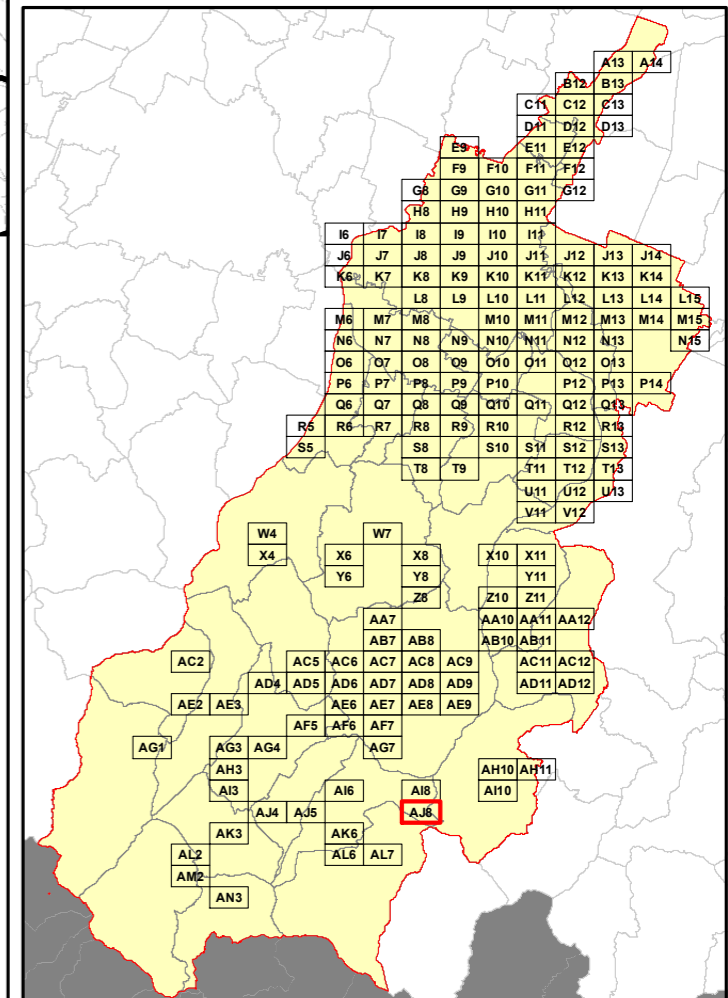 A13 A14
B12 B13
C11 C12 C13
D11 D12 D13
E9 E11 E12
F9 F10 F11 F12
G8 G9 G10 G11 G12
H8 H9 H10 H11
I6 I7 I8 I9 I10 I11
J6 J7 J8 J9 J10 J11 J12 J13 J14
K6 K7 K8 K9 K10 K11 K12 K13 K14
L8 L9 L10 L11 L12 L13 L14 L15
M6 M7 M8 M10 M11 M12 M13 M14 M15
N6 N7 N8 N9 N10 N11 N12 N13 N15
O6 O7 O8 O9 O10 O11 O12 O13
P6 P7 P8 P9 P10 P12 P13 P14
Q6 Q7 Q8 Q9 Q10 Q11 Q12 Q13
R5 R6 R7 R8 R9 R10 R12 R13
S5 S8 S10 S11 S12 S13
T8 T9 T11 T12 T13
U11 U12 U13
V11 V12
W4 W7
X4 X6 X8 X10 X11
Y6 Y8 Y11
Z8 Z10 Z11
AA7 AA10 AA11 AA12
AB7 AB8 AB10 AB11
AC2 AC5 AC6 AC7 AC8 AC9 AC11 AC12
AD4 AD5 AD6 AD7 AD8 AD9 AD11 AD12
AE2 AE3 AE6 AE7 AE8 AE9
AF5 AF6 AF7
AG1 AG3 AG4 AG7
AH3 AH10 AH11
AI3 AI6 AI8 AI10
AJ4 AJ5 AJ8
AK3 AK6
AL2 AL6 AL7
AM2
AN3